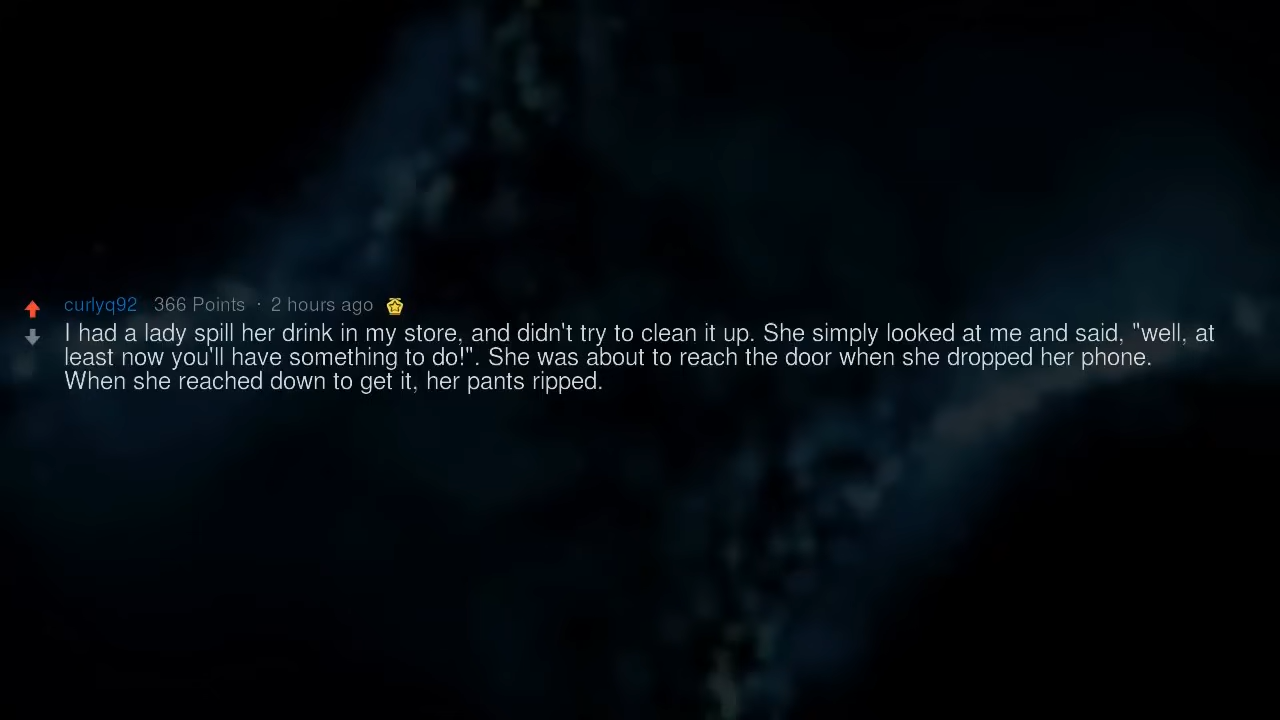 curlyq92 366 Points · 2 hours ago
I had a lady spill her drink in my store, and didn't try to clean it up. She simply looked at me and said, "well, at
least now you'll have something to do!". She was about to reach the door when she dropped her phone.
When she reached down to get it, her pants ripped.